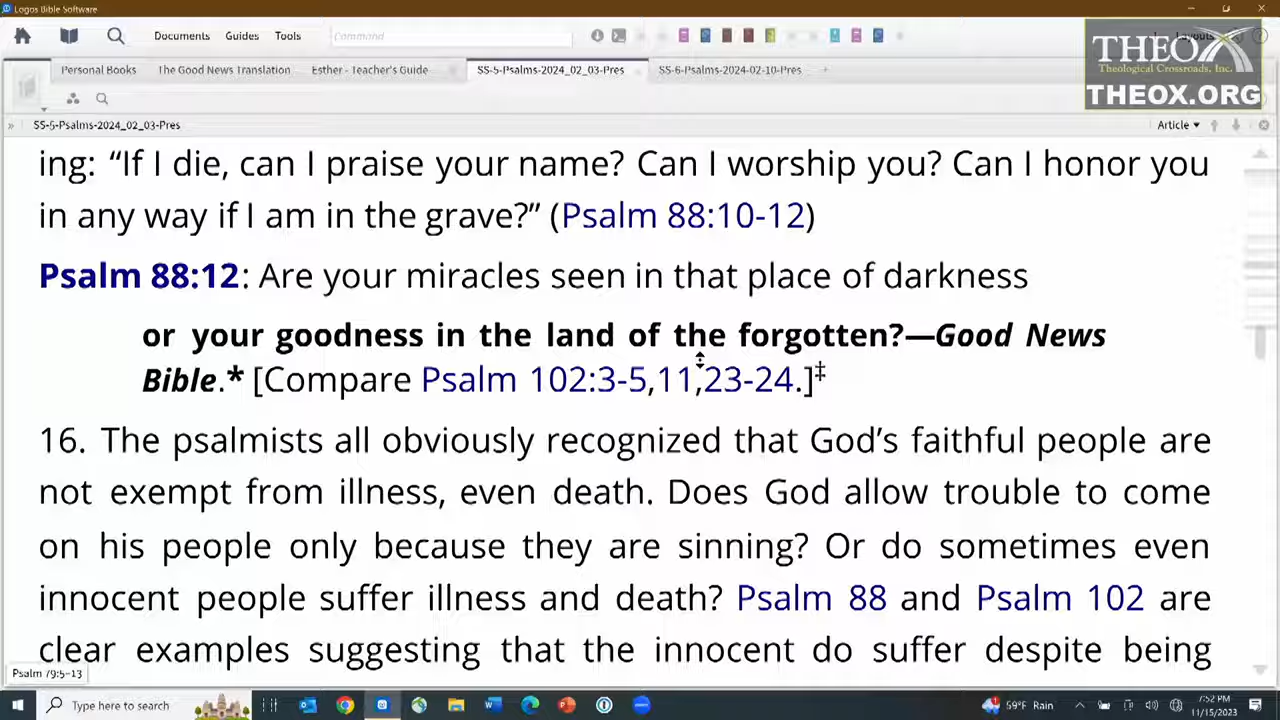 Logos Bible Software
Documents Guides Tools Command Layouts
THEOX
Theological Crossroads, Inc.
THEOX.ORG
Personal Books The Good News Translation Esther - Teacher's Guide SS-5-Psalms-2024_02_03-Pres SS-6-Psalms-2024-02-10-Pres +
» SS-5-Psalms-2024_02_03-Pres Article
ing: “If I die, can I praise your name? Can I worship you? Can I honor you
in any way if I am in the grave?” (Psalm 88:10-12)
Psalm 88:12: Are your miracles seen in that place of darkness
or your goodness in the land of the forgotten?—Good News
Bible.* [Compare Psalm 102:3-5,11,23-24.]‡
16. The psalmists all obviously recognized that God’s faithful people are
not exempt from illness, even death. Does God allow trouble to come
on his people only because they are sinning? Or do sometimes even
innocent people suffer illness and death? Psalm 88 and Psalm 102 are
clear examples suggesting that the innocent do suffer despite being
Psalm 79:5–13
Type here to search 59°F Rain 7:52 PM
11/15/2023